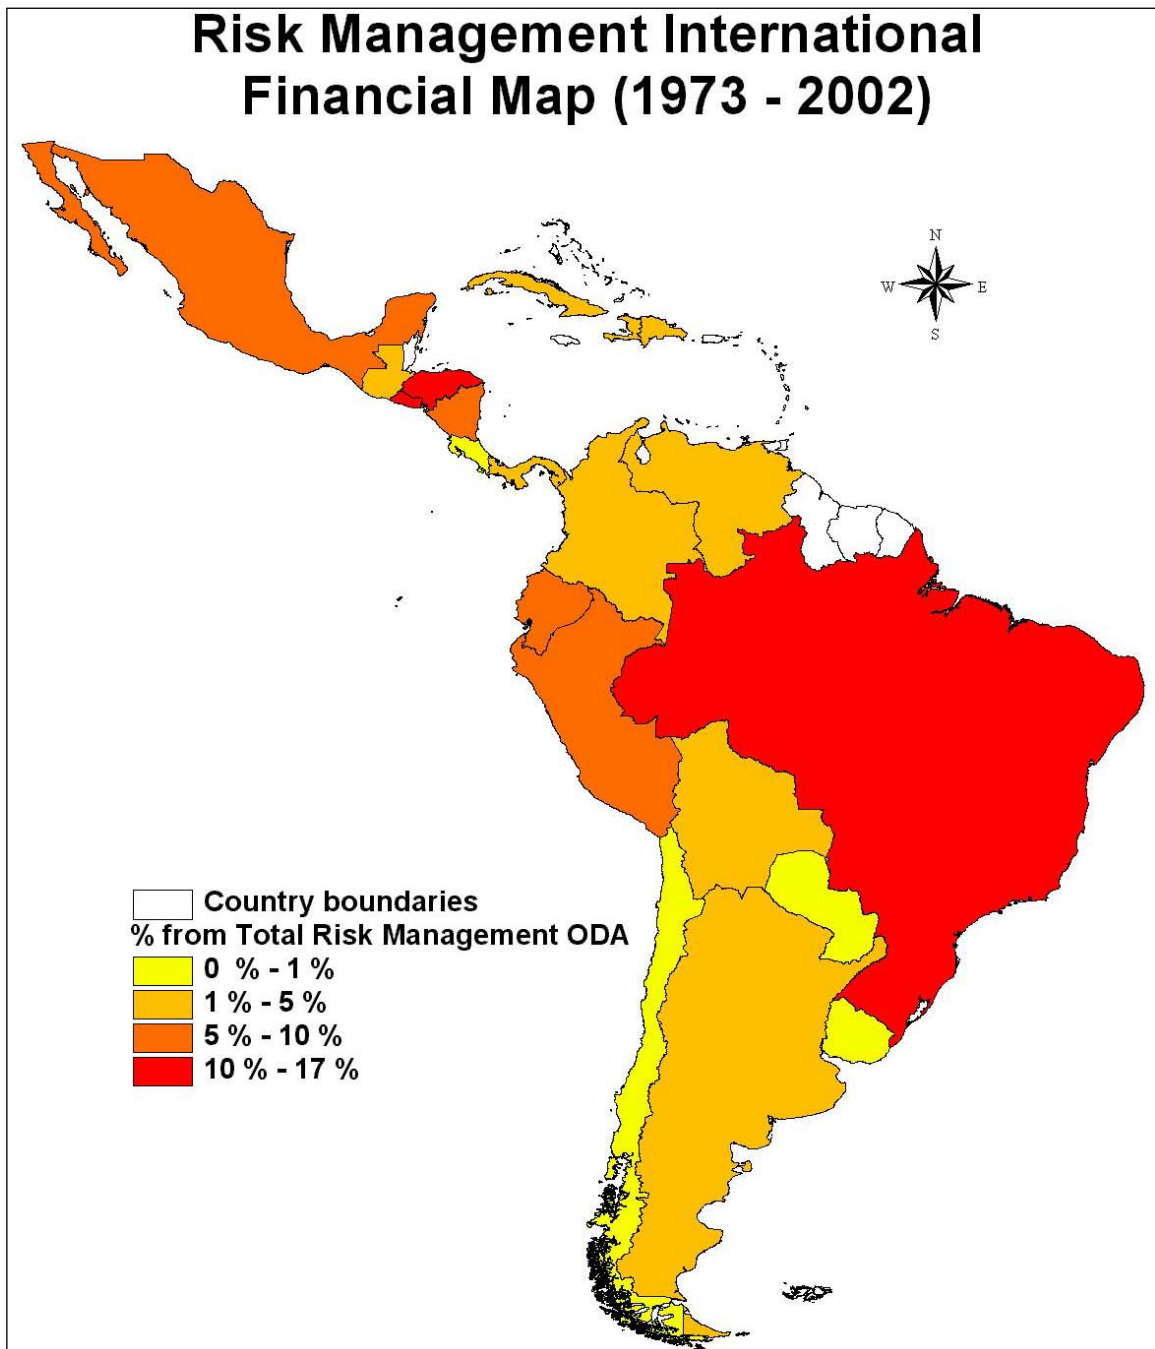 Risk Management International
Financial Map (1973 - 2002)
N
W E
S
Country boundaries
% from Total Risk Management ODA
0 % - 1 %
1 % - 5 %
5 % - 10 %
10 % - 17 %